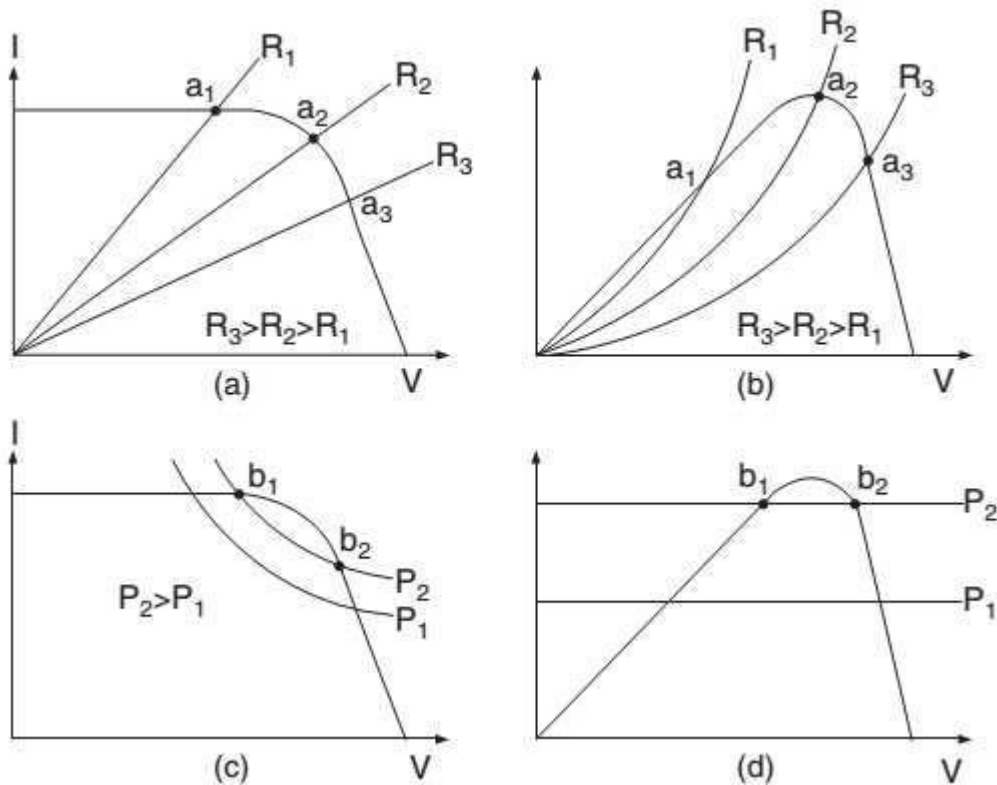 I
R₁
R₂
R₃
a₁
a₂
a₃
R₃>R₂>R₁
V
(a)
R₁
R₂
R₃
a₁
a₂
a₃
R₃>R₂>R₁
V
(b)
I
b₁
b₂
P₂
P₁
P₂>P₁
V
(c)
b₁
b₂
P₂
P₁
V
(d)